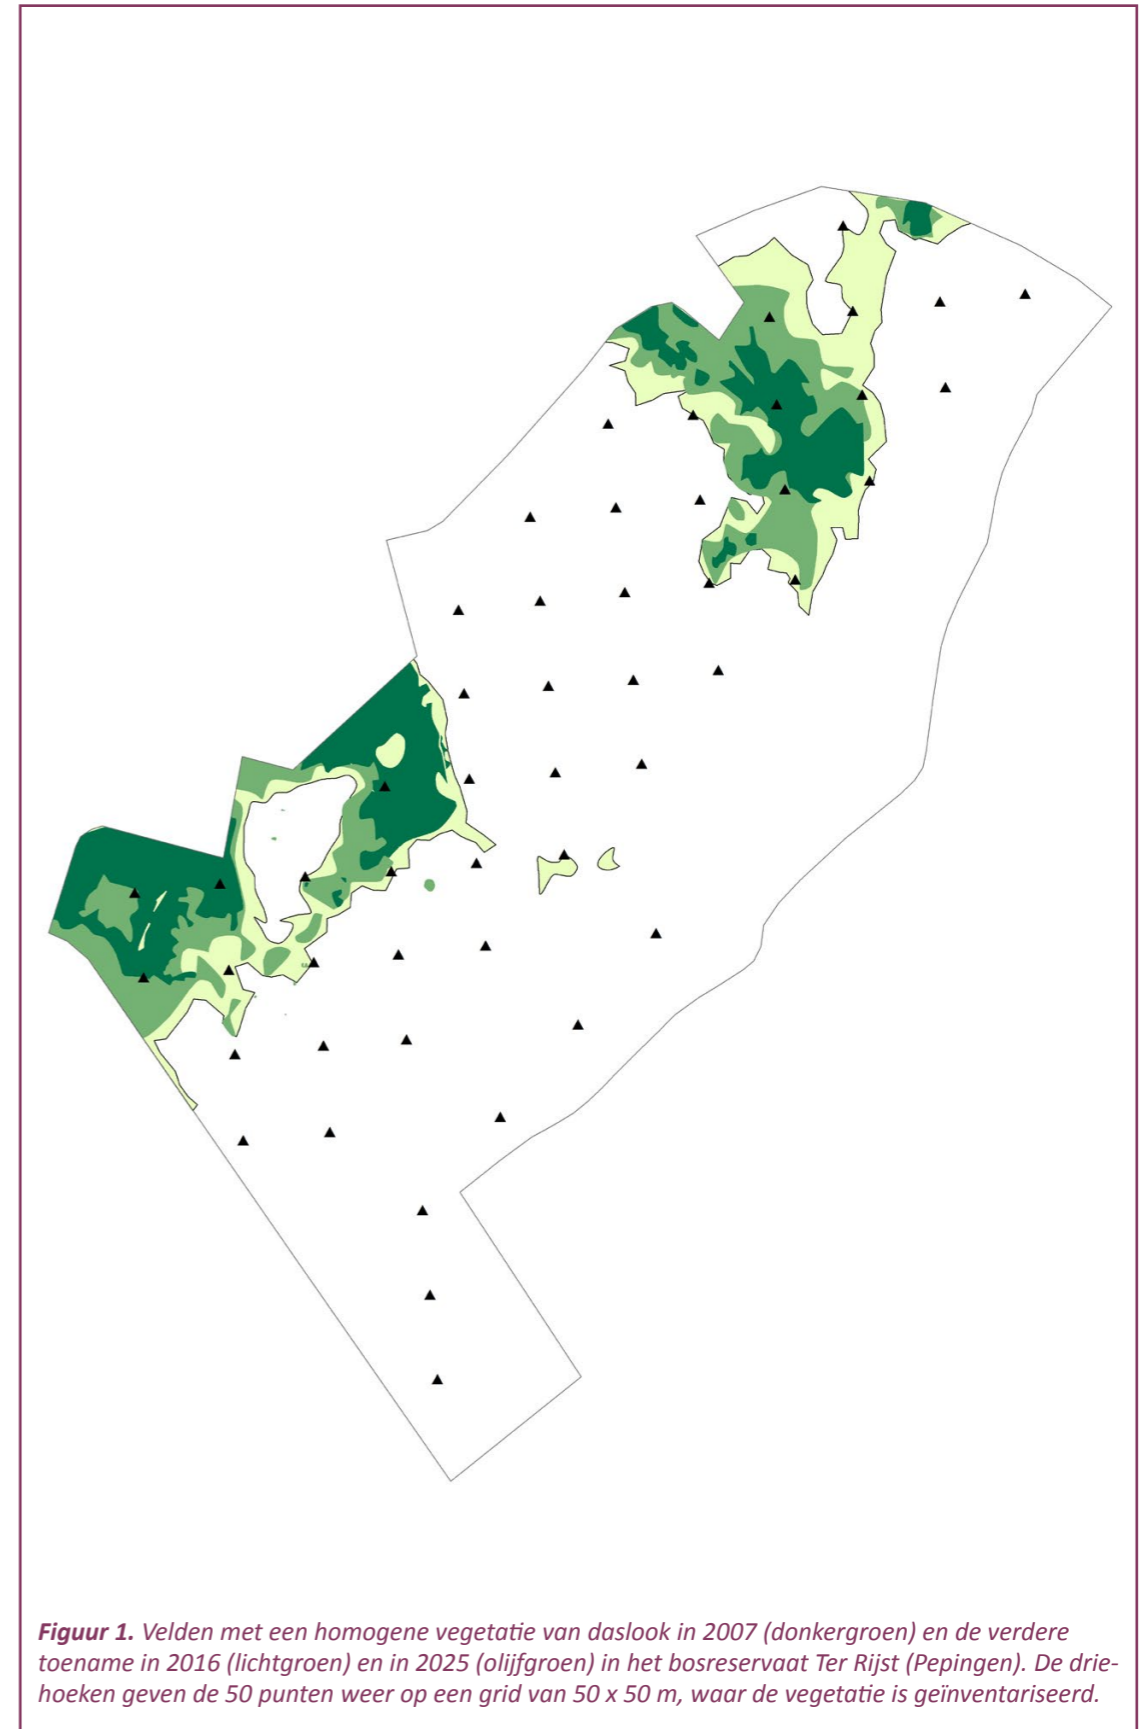 Figuur 1. Velden met een homogene vegetatie van daslook in 2007 (donkergroen) en de verdere
toename in 2016 (lichtgroen) en in 2025 (olijfgroen) in het bosreservaat Ter Rijst (Pepingen). De drie-
hoeken geven de 50 punten weer op een grid van 50 x 50 m, waar de vegetatie is geïnventariseerd.